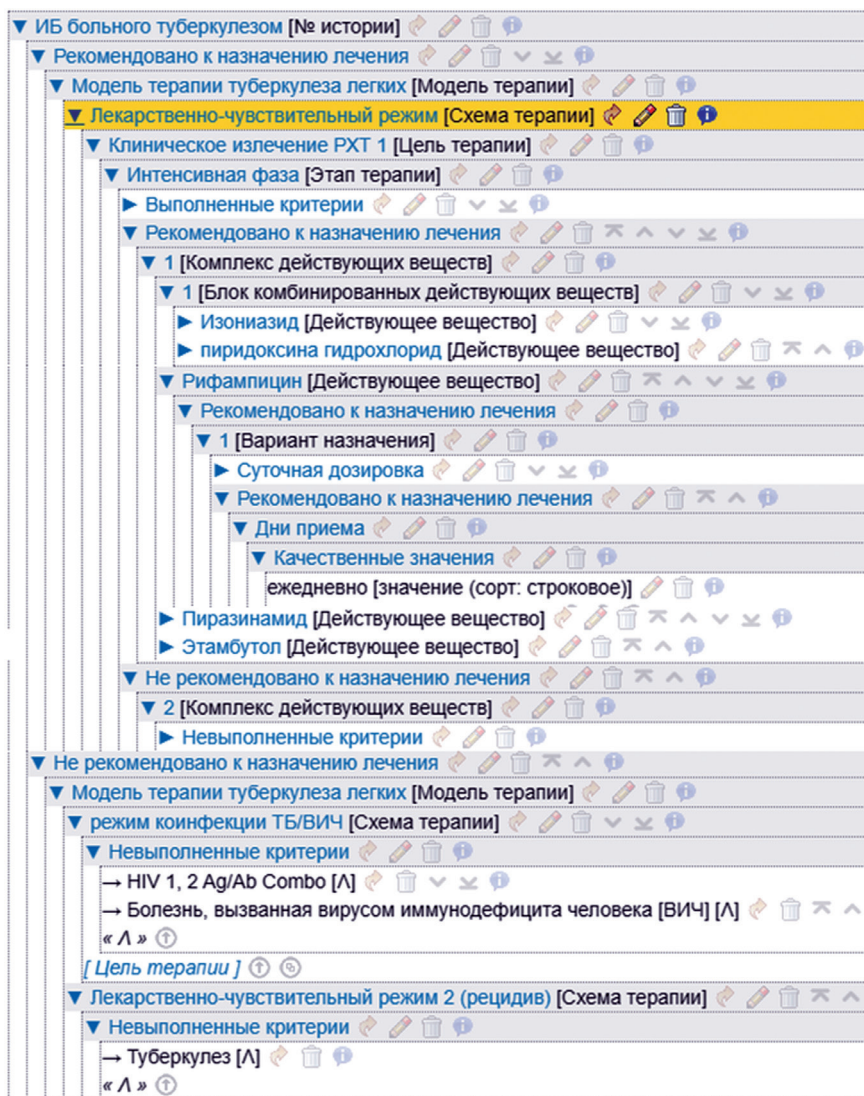 ▼ ИБ больного туберкулезом [№ истории]
▼ Рекомендовано к назначению лечения
▼ Модель терапии туберкулеза легких [Модель терапии]
▼ Лекарственно-чувствительный режим [Схема терапии]
▼ Клиническое излечение РХТ 1 [Цель терапии]
▼ Интенсивная фаза [Этап терапии]
► Выполненные критерии
▼ Рекомендовано к назначению лечения
▼ 1 [Комплекс действующих веществ]
▼ 1 [Блок комбинированных действующих веществ]
► Изониазид [Действующее вещество]
► пиридоксина гидрохлорид [Действующее вещество]
▼ Рифампицин [Действующее вещество]
▼ Рекомендовано к назначению лечения
▼ 1 [Вариант назначения]
► Суточная дозировка
▼ Рекомендовано к назначению лечения
▼ Дни приема
▼ Качественные значения
ежедневно [значение (сорт: строковое)]
► Пиразинамид [Действующее вещество]
► Этамбутол [Действующее вещество]
▼ Не рекомендовано к назначению лечения
▼ 2 [Комплекс действующих веществ]
► Невыполненные критерии
▼ Не рекомендовано к назначению лечения
▼ Модель терапии туберкулеза легких [Модель терапии]
▼ режим коинфекции ТБ/ВИЧ [Схема терапии]
▼ Невыполненные критерии
→ HIV 1, 2 Ag/Ab Combo [Λ]
→ Болезнь, вызванная вирусом иммунодефицита человека [ВИЧ] [Λ]
« Λ »
[ Цель терапии ]
▼ Лекарственно-чувствительный режим 2 (рецидив) [Схема терапии]
▼ Невыполненные критерии
→ Туберкулез [Λ]
« Λ »